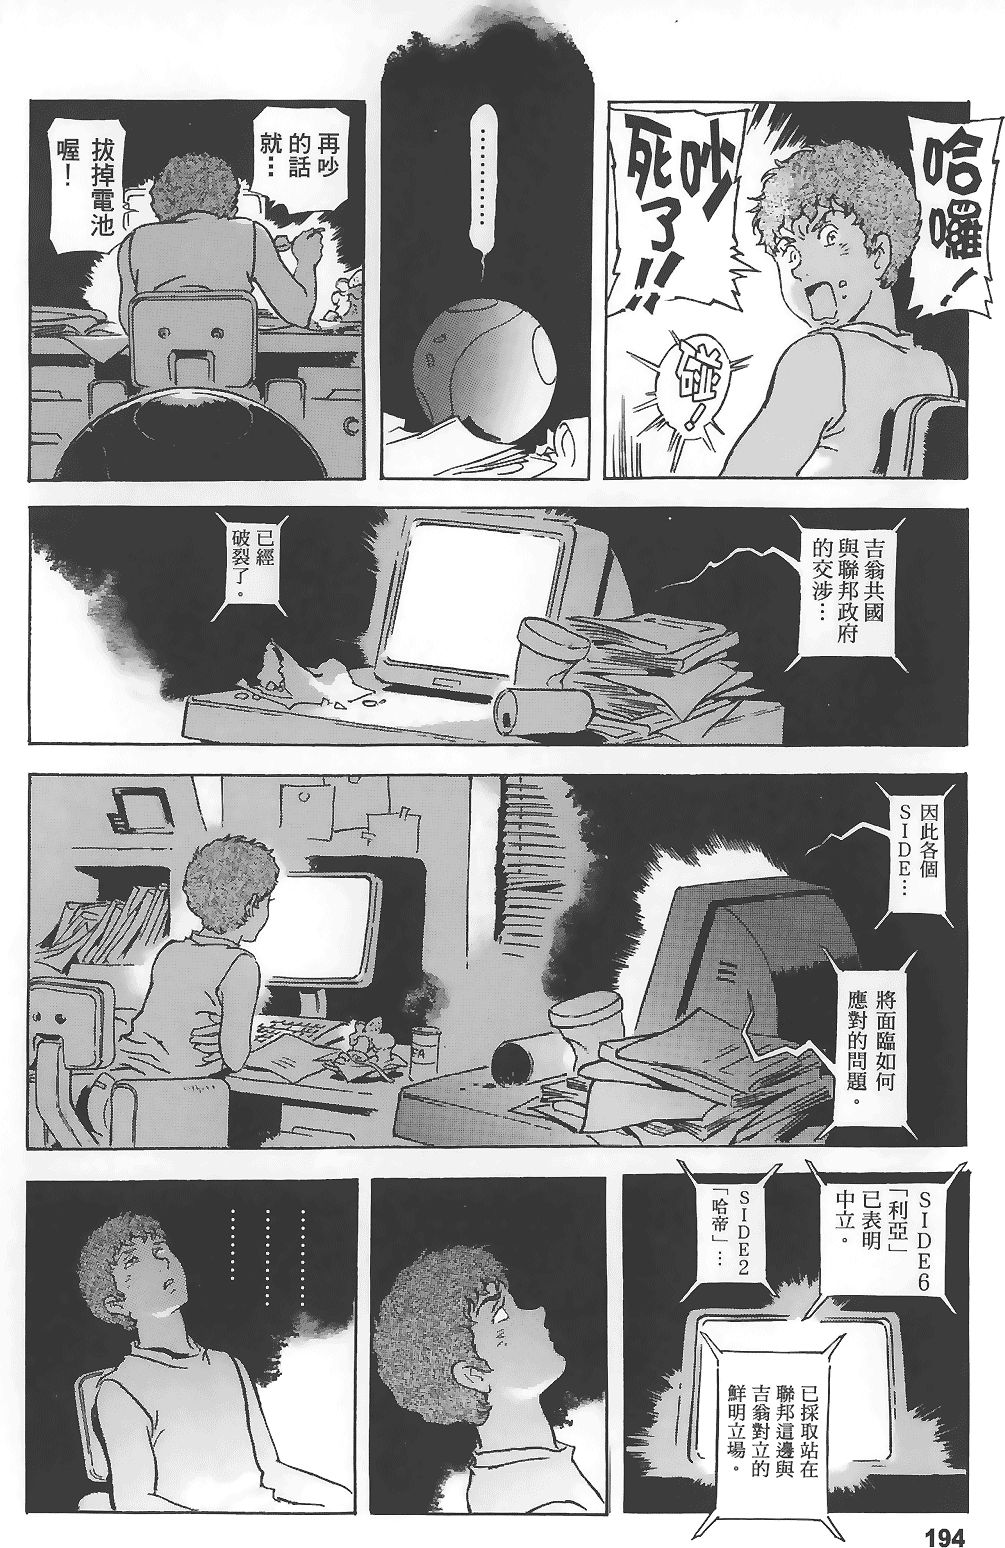 哈囉！
吵
死了！！
碰！
…………
再吵
的話
就…
拔掉電池
喔！
吉翁共國
與聯邦政府
的交涉…
已經
破裂了。
因此各個
SIDE…
將面臨如何
應對的問題。
FA
SIDE6
「利亞」
已表明
中立。
SIDE2
「哈帝」…
已採取站在
聯邦這邊與
吉翁對立的
鮮明立場。
………
………
………
194